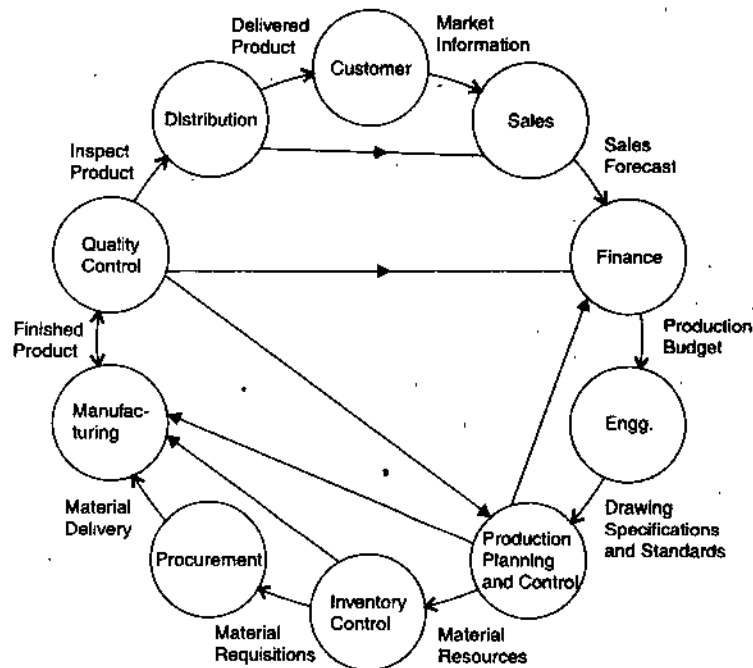 Delivered
Product
Customer
Market
Information
Distribution
Sales
Inspect
Product
Sales
Forecast
Quality
Control
Finance
Finished
Product
Production
Budget
Manufac-
turing
Engg.
Material
Delivery
Procurement
Production
Planning
and Control
Drawing
Specifications
and Standards
Inventory
Control
Material
Requisitions
Material
Resources